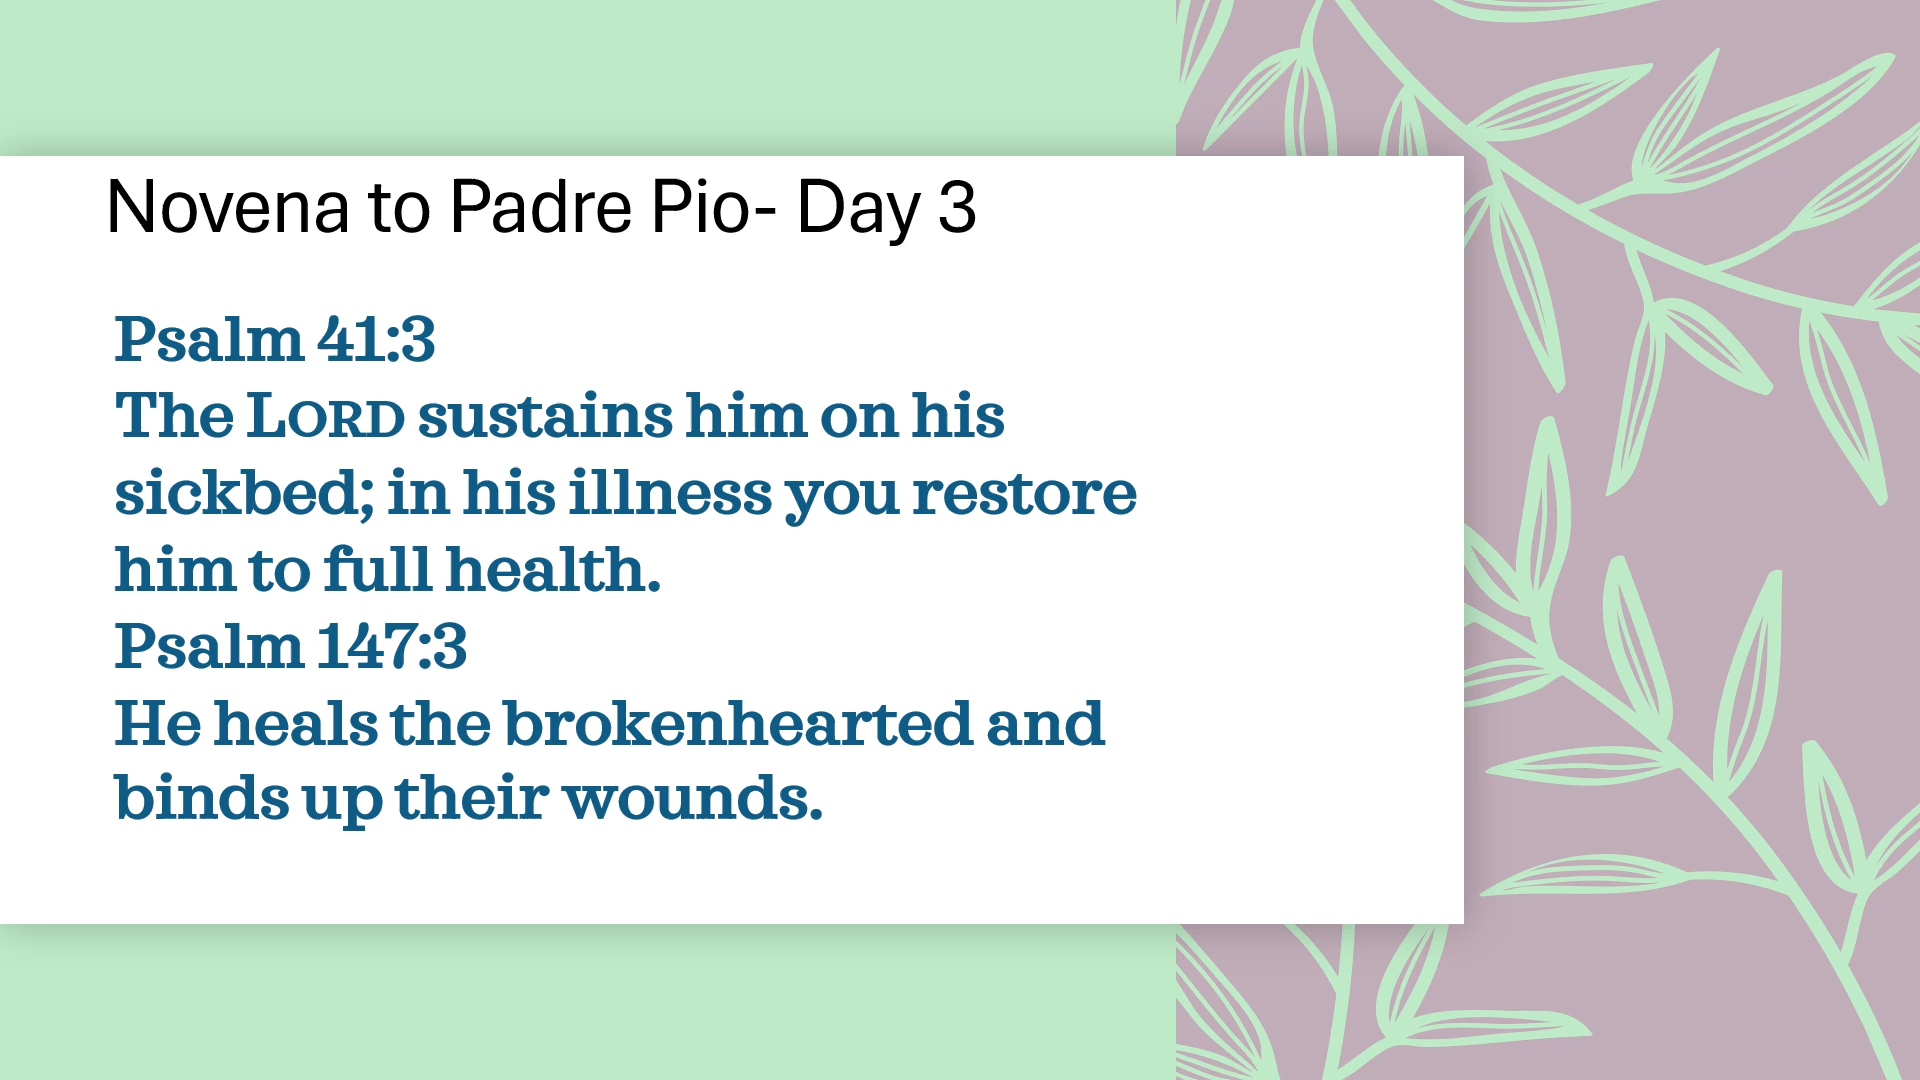 Novena to Padre Pio- Day 3
Psalm 41:3
The LORD sustains him on his
sickbed; in his illness you restore
him to full health.
Psalm 147:3
He heals the brokenhearted and
binds up their wounds.